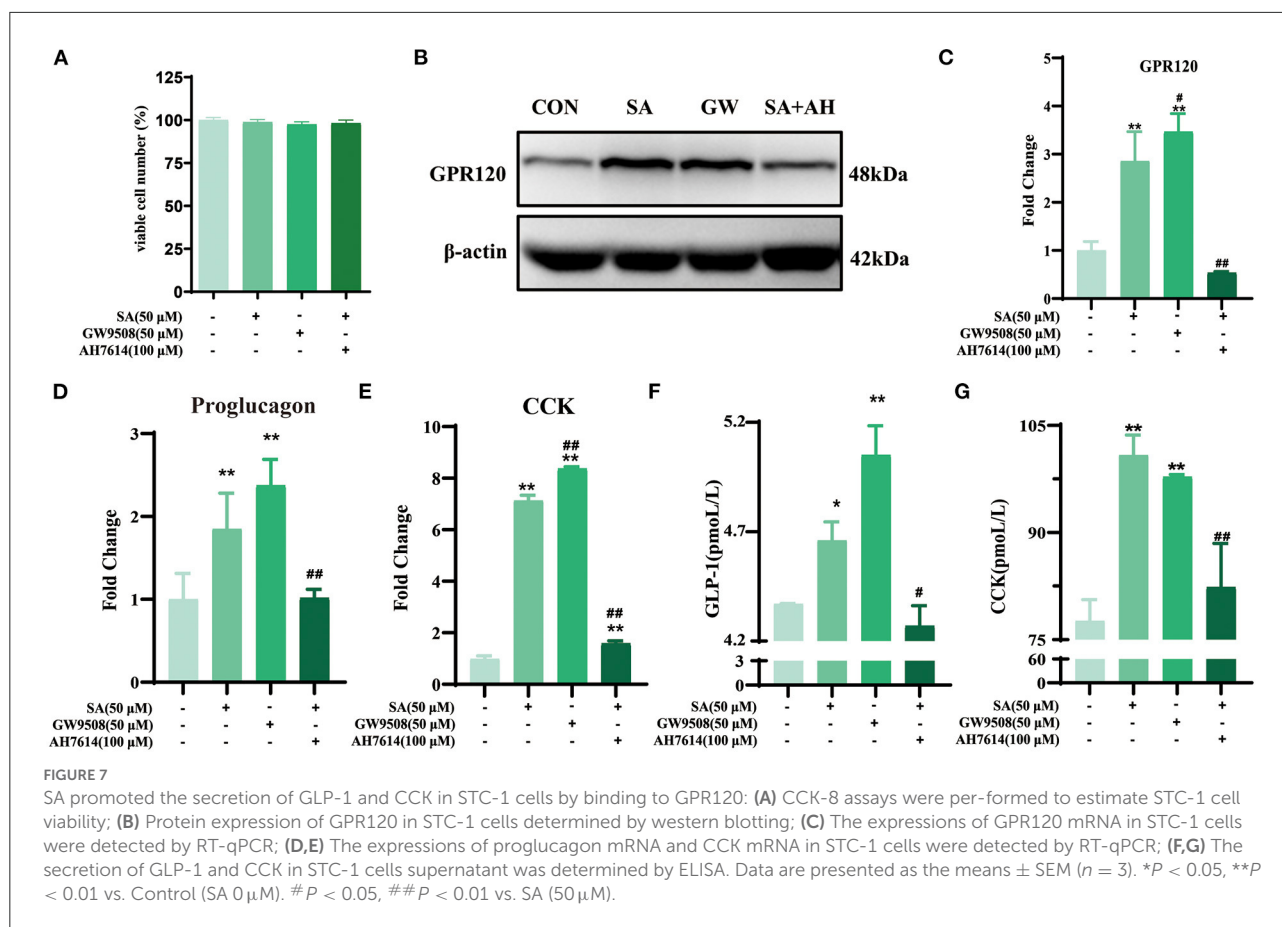 A
viable cell number (%)
125
100
75
50
25
0
SA(50 μM) - + - +
GW9508(50 μM) - - + -
AH7614(100 μM) - - - +
B
CON SA GW SA+AH
GPR120 48kDa
β-actin 42kDa
C
GPR120
Fold Change
5
4
3
2
1
0
** # ** ##
SA(50 μM) - + - +
GW9508(50 μM) - - + -
AH7614(100 μM) - - - +
D
Proglucagon
Fold Change
3
2
1
0
** ** ##
SA(50 μM) - + - +
GW9508(50 μM) - - + -
AH7614(100 μM) - - - +
E
CCK
Fold Change
10
8
6
4
2
0
** ## ** ## **
SA(50 μM) - + - +
GW9508(50 μM) - - + -
AH7614(100 μM) - - - +
F
GLP-1(pmoL/L)
5.2
4.7
4.2
3
0
* ** #
SA(50 μM) - + - +
GW9508(50 μM) - - + -
AH7614(100 μM) - - - +
G
CCK(pmoL/L)
105
90
75
60
0
** ** ##
SA(50 μM) - + - +
GW9508(50 μM) - - + -
AH7614(100 μM) - - - +
FIGURE 7
SA promoted the secretion of GLP-1 and CCK in STC-1 cells by binding to GPR120: (A) CCK-8 assays were per-formed to estimate STC-1 cell
viability; (B) Protein expression of GPR120 in STC-1 cells determined by western blotting; (C) The expressions of GPR120 mRNA in STC-1 cells
were detected by RT-qPCR; (D,E) The expressions of proglucagon mRNA and CCK mRNA in STC-1 cells were detected by RT-qPCR; (F,G) The
secretion of GLP-1 and CCK in STC-1 cells supernatant was determined by ELISA. Data are presented as the means ± SEM (n = 3). *P < 0.05, **P
< 0.01 vs. Control (SA 0 μM). #P < 0.05, ##P < 0.01 vs. SA (50 μM).